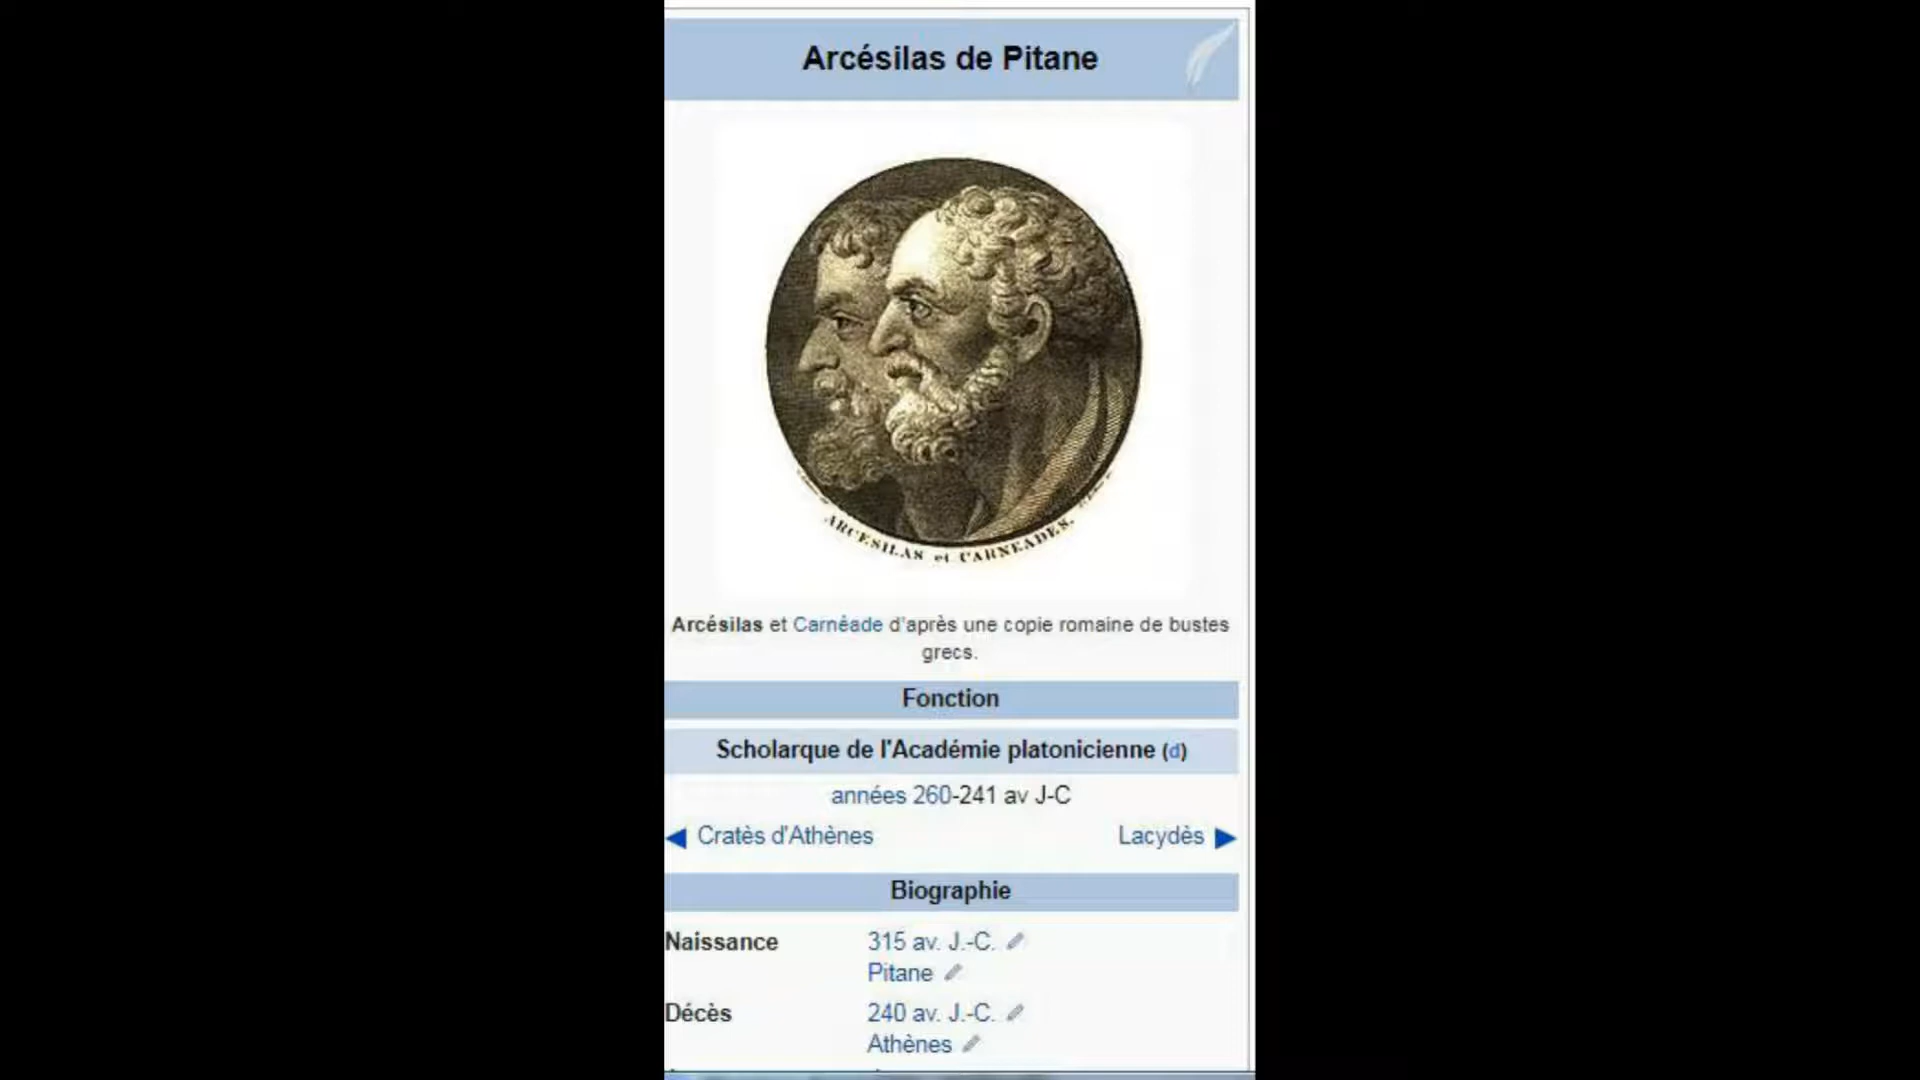 Arcésilas de Pitane
ARCESILAS et CARNEADES.
Arcésilas et Carnéade d'après une copie romaine de bustes
grecs.
Fonction
Scholarque de l'Académie platonicienne (d)
années 260-241 av J-C
◀ Cratès d'Athènes Lacydès ▶
Biographie
Naissance 315 av. J.-C.
Pitane
Décès 240 av. J.-C.
Athènes